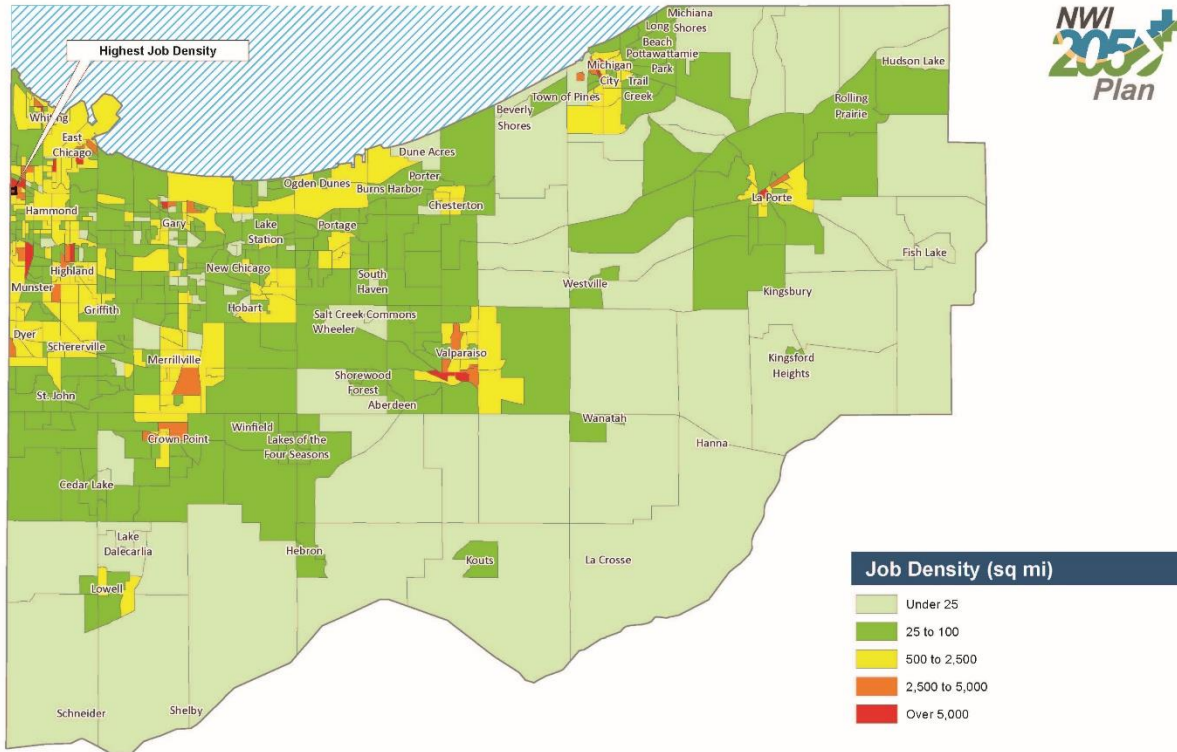 Highest Job Density
NWI
2050
Plan
Michiana
Shores
Long
Beach
Pottawattamie
Park
Michigan
City
Trail
Creek
Town of Pines
Beverly
Shores
Hudson Lake
Rolling
Prairie
Whiting
East
Chicago
Dune Acres
Porter
Ogden Dunes
Burns Harbor
Chesterton
La Porte
Hammond
Gary
Lake
Station
Portage
Fish Lake
Highland
New Chicago
South
Haven
Westville
Kingsbury
Munster
Griffith
Hobart
Salt Creek Commons
Wheeler
Dyer
Schererville
Merrillville
Valparaiso
Kingsford
Heights
St. John
Shorewood
Forest
Aberdeen
Wanatah
Crown Point
Winfield
Lakes of the
Four Seasons
Hanna
Cedar Lake
Lake
Dalecarlia
Hebron
Kouts
La Crosse
Lowell
Schneider
Shelby
Job Density (sq mi)
Under 25
25 to 100
500 to 2,500
2,500 to 5,000
Over 5,000